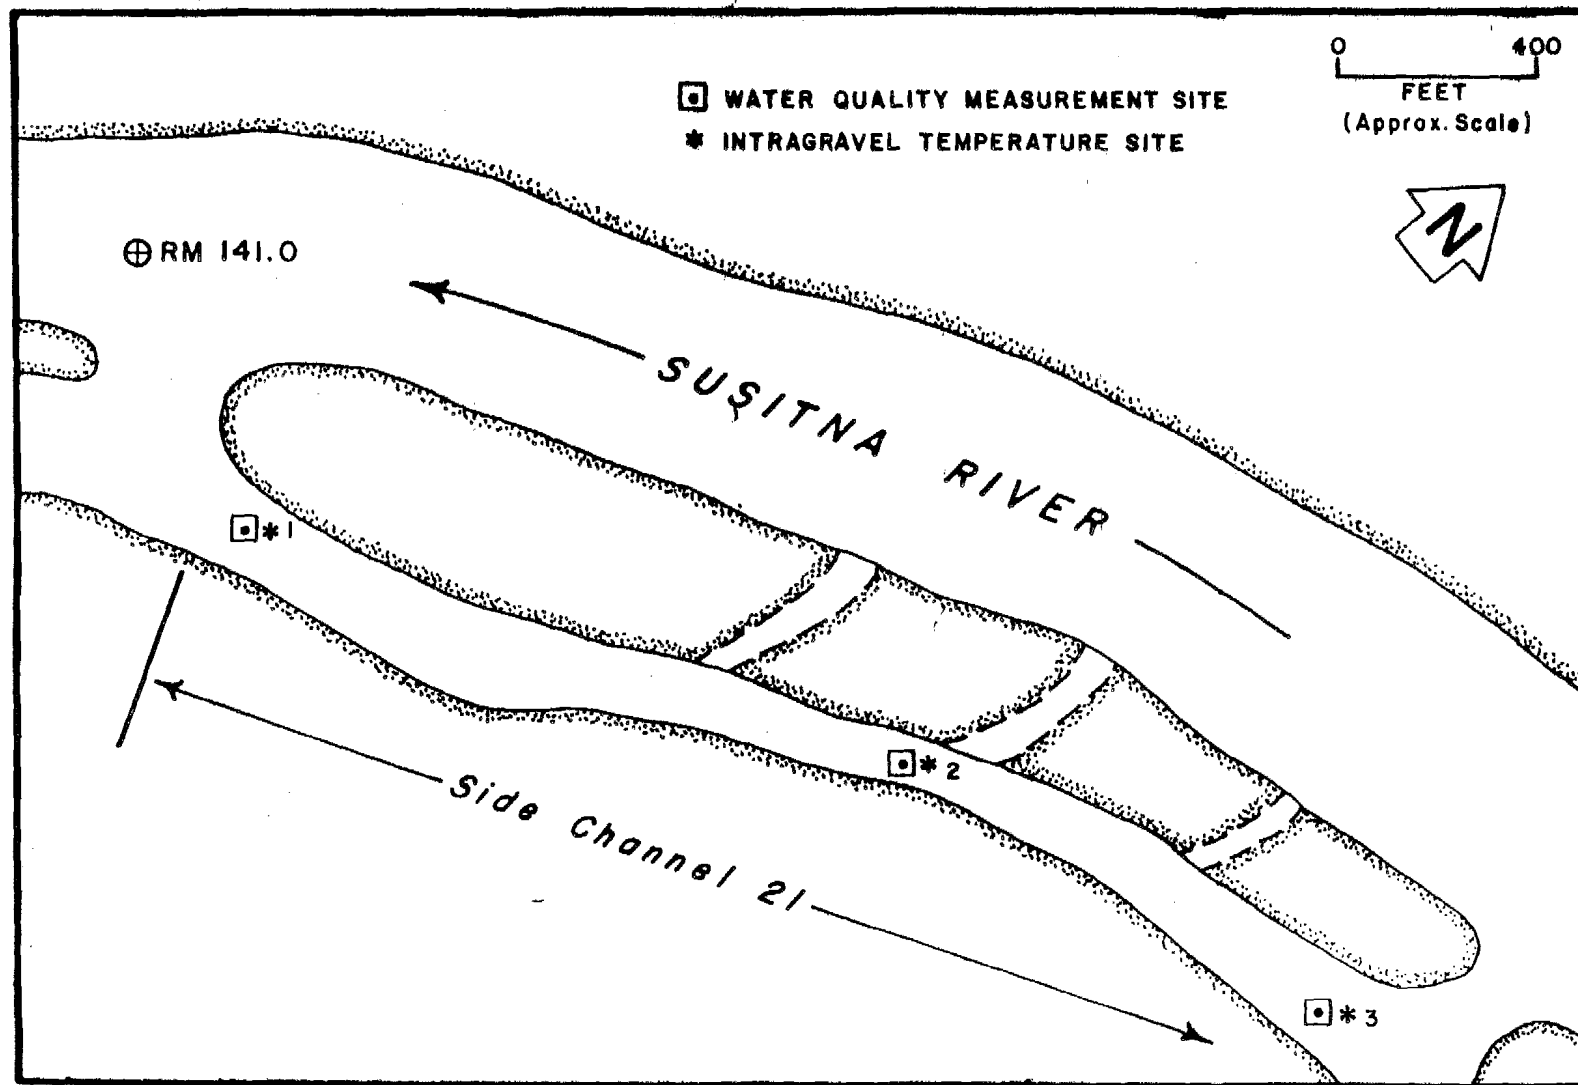 0 400
FEET
(Approx. Scale)
WATER QUALITY MEASUREMENT SITE
* INTRAGRAVEL TEMPERATURE SITE
N
RM 141.0
SUSITNA RIVER
*1
*2
Side Channel 21
*3